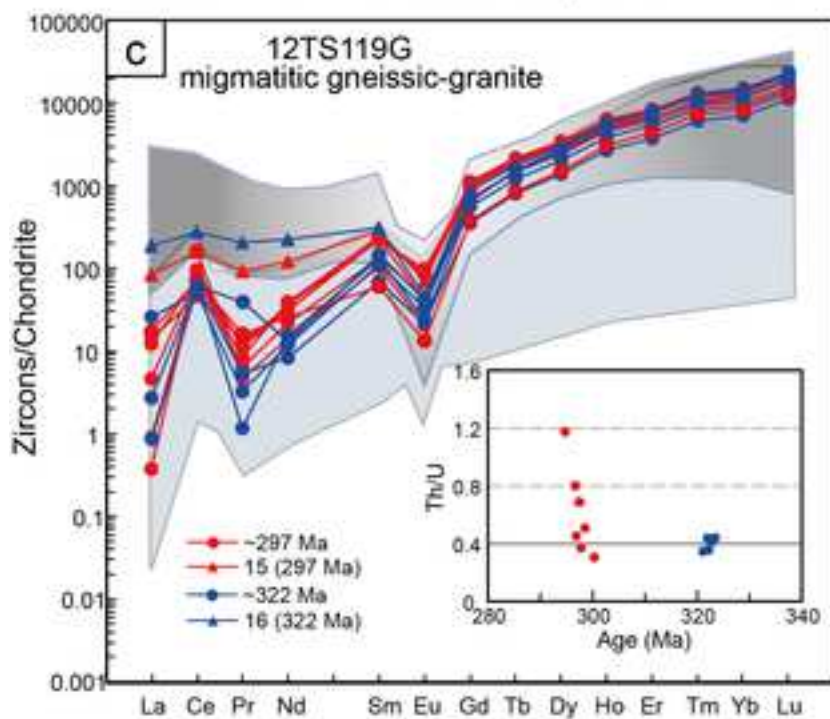 c
12TS119G
migmatitic gneissic-granite
Zircons/Chondrite
100000
10000
1000
100
10
1
0.1
0.01
0.001
~297 Ma
15 (297 Ma)
~322 Ma
16 (322 Ma)
La Ce Pr Nd Sm Eu Gd Tb Dy Ho Er Tm Yb Lu
Th/U
1.6
1.2
0.8
0.4
0
280 300 320 340
Age (Ma)